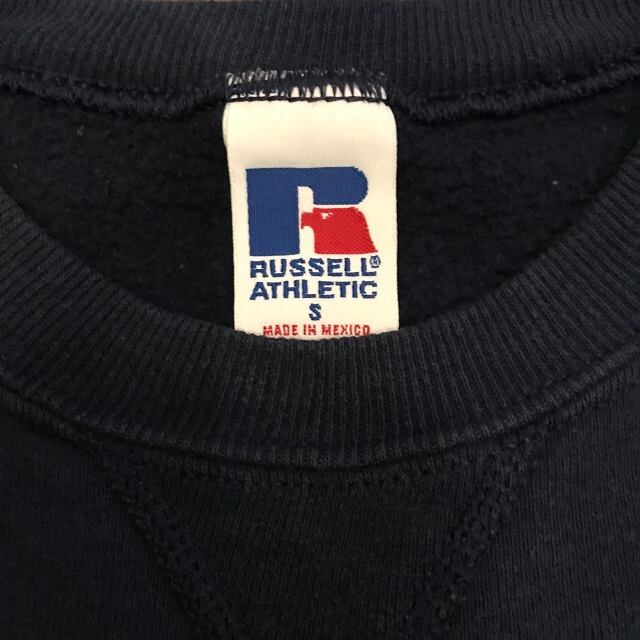 R
RUSSELL®
ATHLETIC
S
MADE IN MEXICO